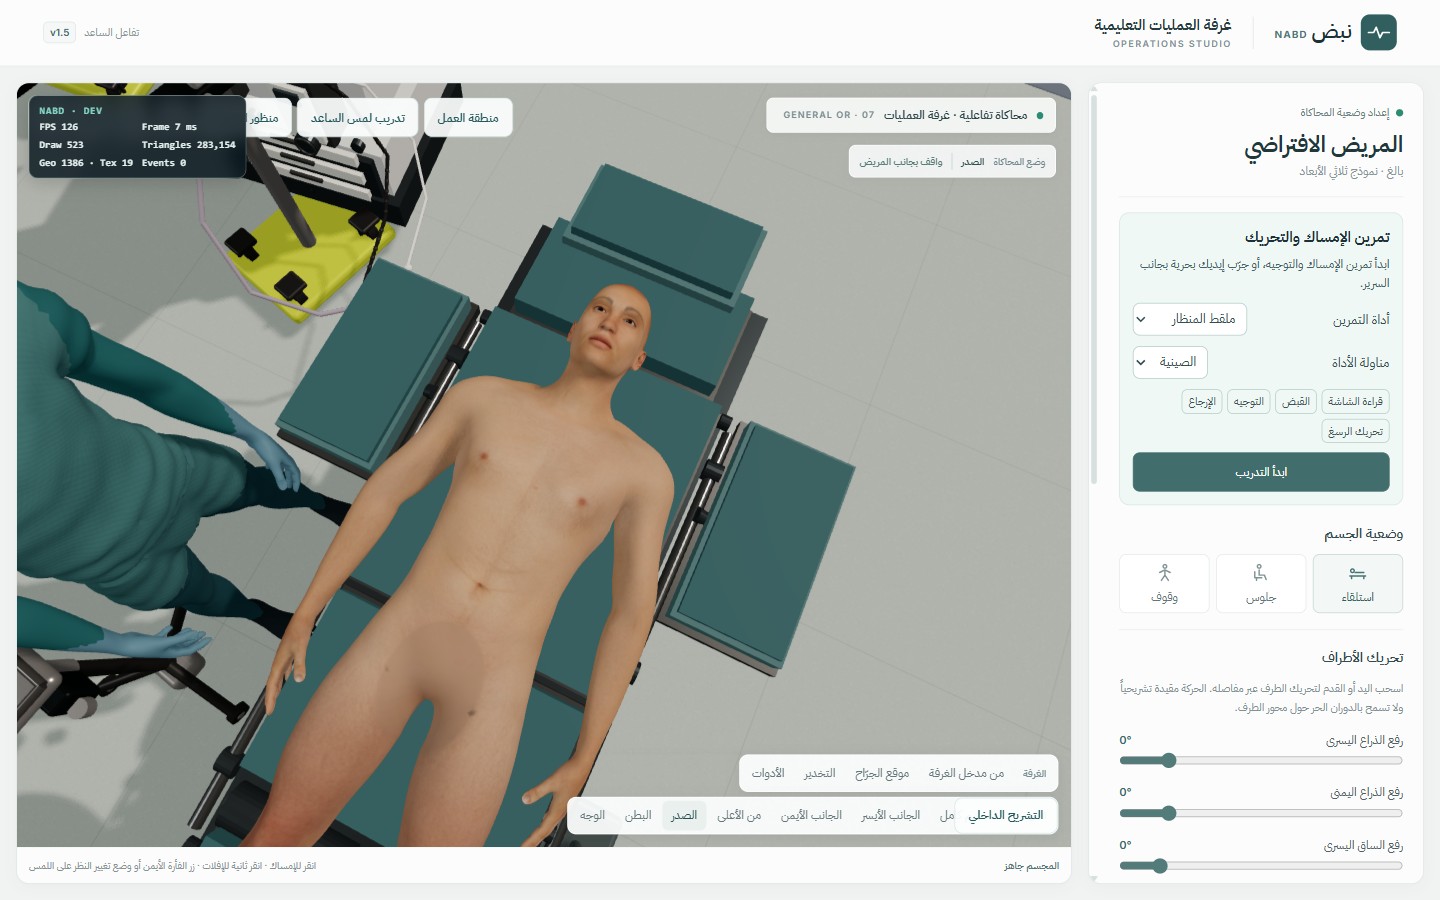 نبض NABD
غرفة العمليات التعليمية
OPERATIONS STUDIO
تفاعل الساعد v1.5
إعداد وضعية المحاكاة
المريض الافتراضي
بالغ · نموذج ثلاثي الأبعاد
تمرين الإمساك والتحريك
ابدأ تمرين الإمساك والتوجيه، أو جرّب إيديك بحرية بجانب
السرير.
أداة التمرين ملقط المنظار
مناولة الأداة الصينية
قراءة الشاشة القبض التوجيه الإرجاع
تحريك الرسغ
ابدأ التدريب
وضعية الجسم
استلقاء جلوس وقوف
تحريك الأطراف
اسحب اليد أو القدم لتحريك الطرف عبر مفاصله. الحركة مقيدة تشريحياً
ولا تسمح بالدوران الحر حول محور الطرف.
رفع الذراع اليسرى 0°
رفع الذراع اليمنى 0°
رفع الساق اليسرى 0°
محاكاة تفاعلية · غرفة العمليات GENERAL OR · 07
وضع المحاكاة الصدر واقف بجانب المريض
منطقة العمل تدريب لمس الساعد منظور ا
NABD · DEV
FPS 126 Frame 7 ms
Draw 523 Triangles 283,154
Geo 1386 · Tex 19 Events 0
الغرفة من مدخل الغرفة موقع الجرّاح التخدير الأدوات
التشريح الداخلي مل الجانب الأيسر الجانب الأيمن من الأعلى الصدر البطن الوجه
المجسم جاهز
انقر للإمساك · انقر ثانية للإفلات · زر الفأرة الأيمن أو وضع تغيير النظر على اللمس